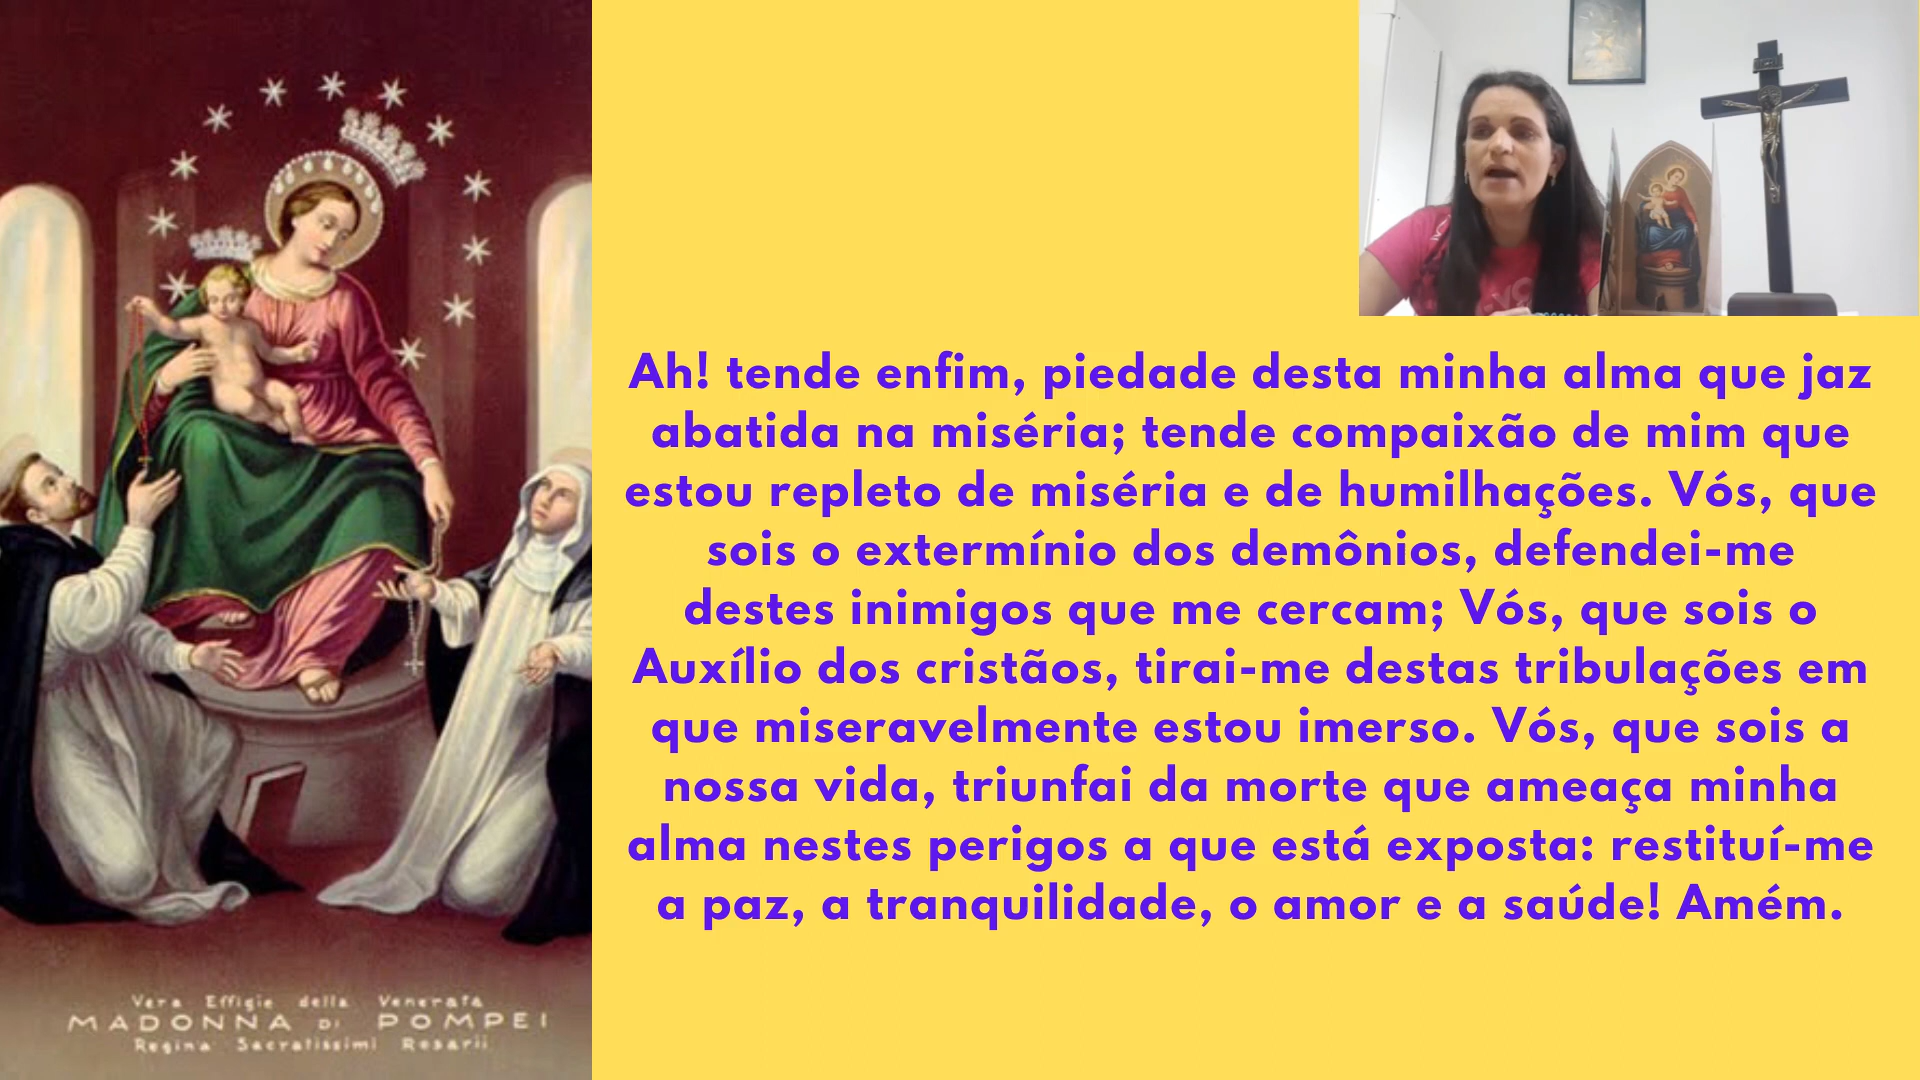 Ah! tende enfim, piedade desta minha alma que jaz
abatida na miséria; tende compaixão de mim que
estou repleto de miséria e de humilhações. Vós, que
sois o extermínio dos demônios, defendei-me
destes inimigos que me cercam; Vós, que sois o
Auxílio dos cristãos, tirai-me destas tribulações em
que miseravelmente estou imerso. Vós, que sois a
nossa vida, triunfai da morte que ameaça minha
alma nestes perigos a que está exposta: restituí-me
a paz, a tranquilidade, o amor e a saúde! Amém.
Vera Effigie della Venerata
MADONNA DI POMPEI
Regina Sacratissimi Rosarii